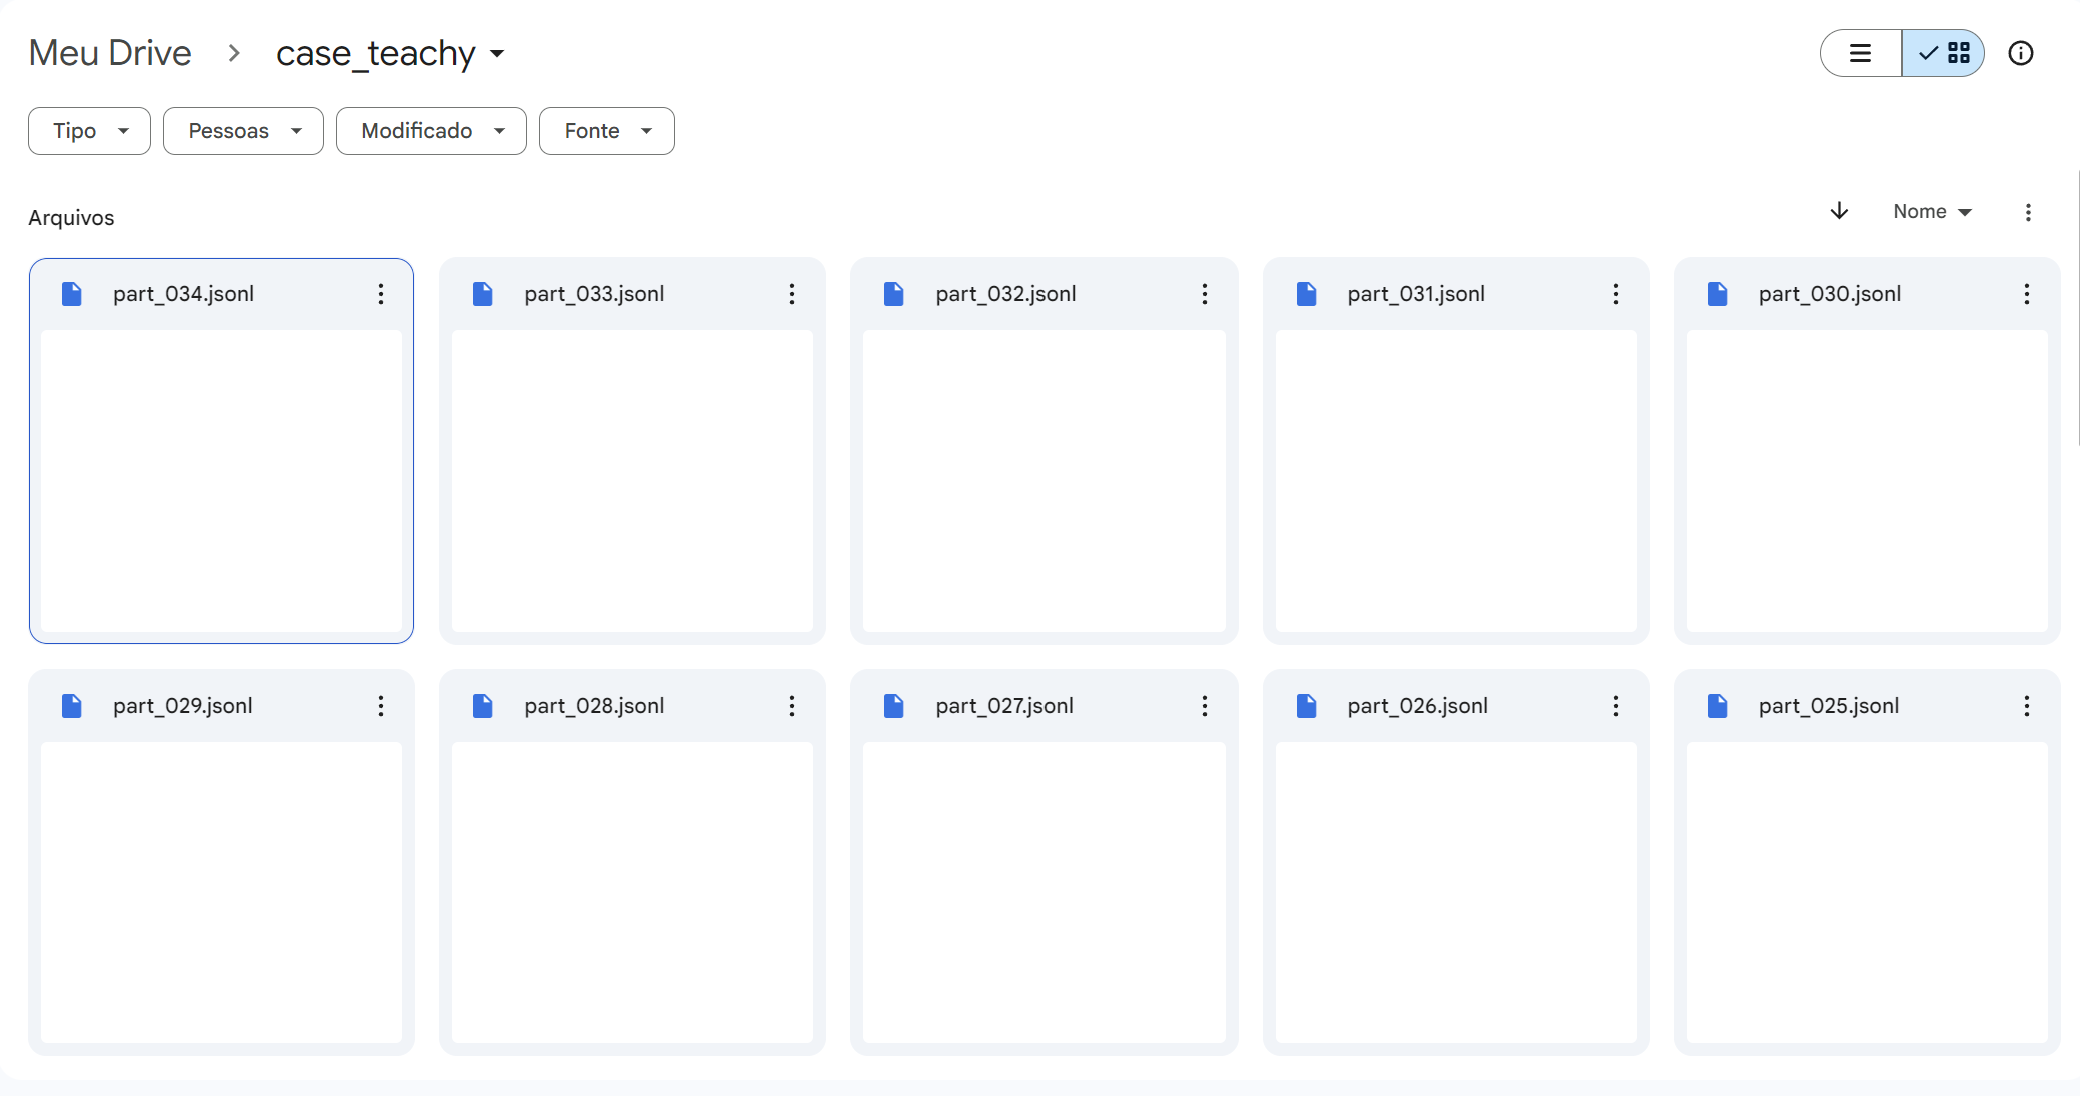 Meu Drive > case_teachy
Tipo Pessoas Modificado Fonte
Arquivos Nome
part_034.jsonl part_033.jsonl part_032.jsonl part_031.jsonl part_030.jsonl
part_029.jsonl part_028.jsonl part_027.jsonl part_026.jsonl part_025.jsonl